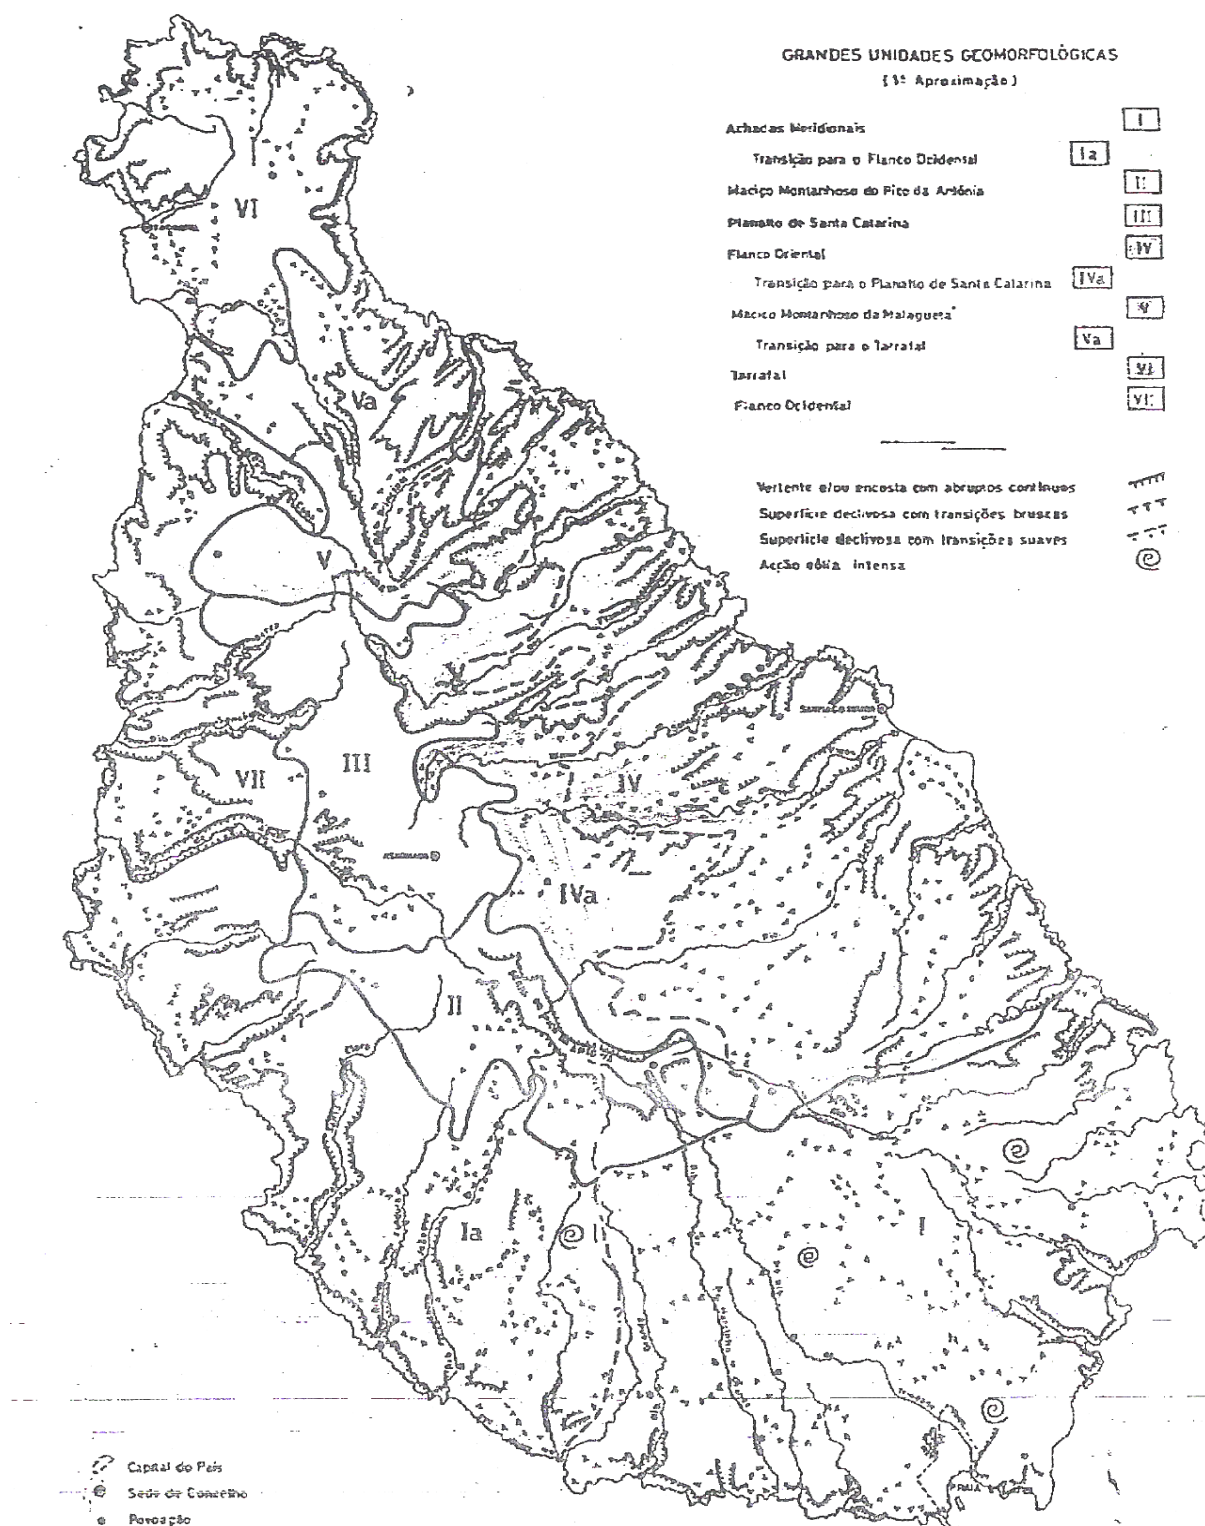 GRANDES UNIDADES GEOMORFOLÓGICAS
(1ª Aproximação)
Achadas Meridionais I
Transição para o Flanco Ocidental Ia
Maciço Montanhoso do Pico da Antónia II
Planalto de Santa Catarina III
Flanco Oriental IV
Transição para o Planalto de Santa Catarina IVa
Maciço Montanhoso da Malagueta V
Transição para o Tarrafal Va
Tarrafal VI
Flanco Ocidental VII
Vertente e/ou encosta com abruptos contínuos
Superfície declivosa com transições bruscas
Superfície declivosa com transições suaves
Acção eólia intensa
VI
Va
V
III
VII
IV
IVa
II
Ia
I
PRAIA
Capital do País
Sede de Concelho
Povoação